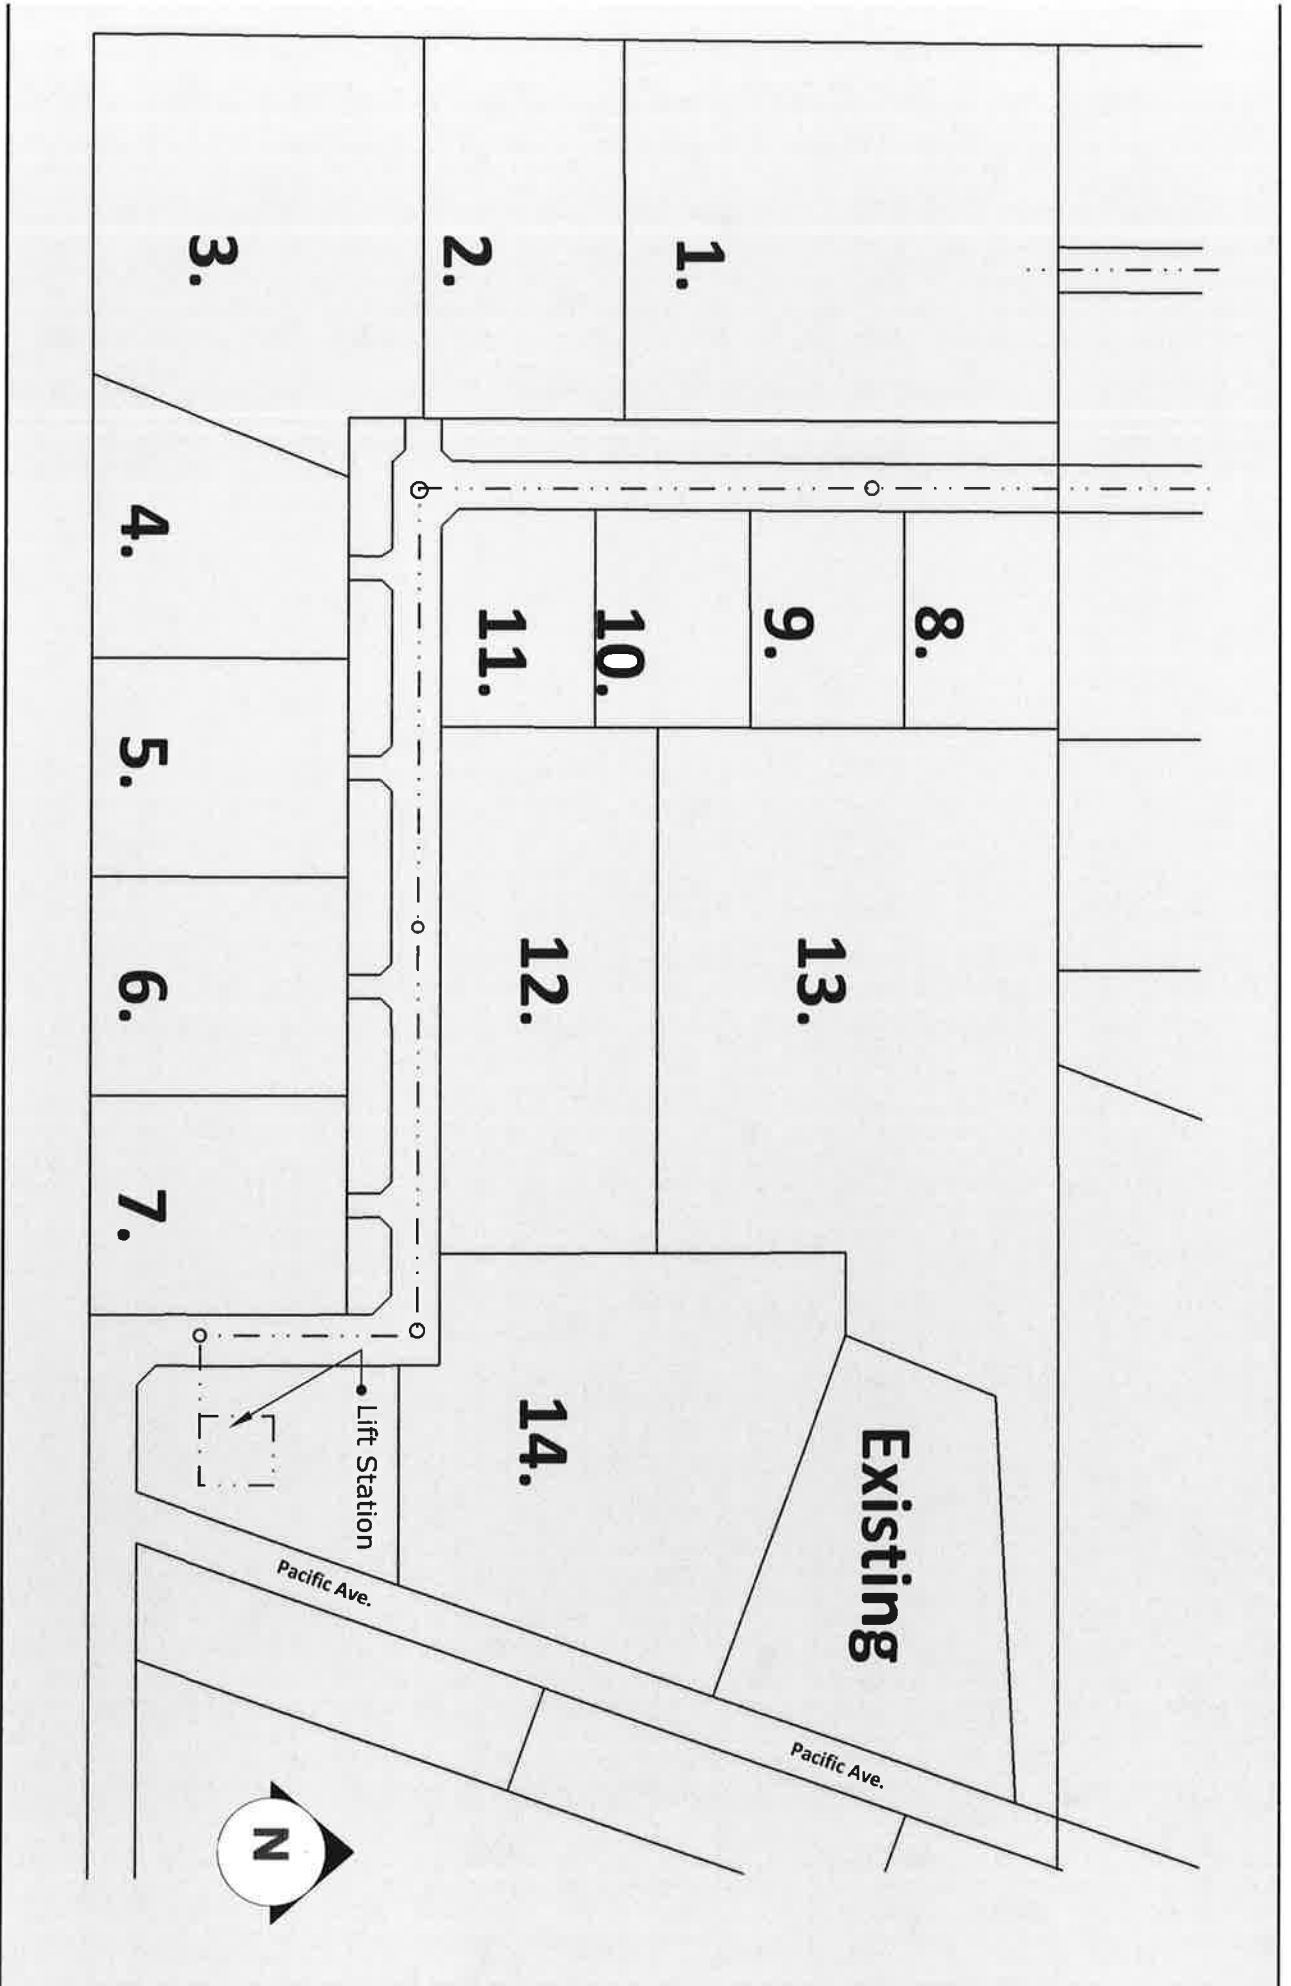 1.
2.
3.
4.
5.
6.
7.
8.
9.
10.
11.
12.
13.
14.
Existing
Lift Station
Pacific Ave.
Pacific Ave.
N